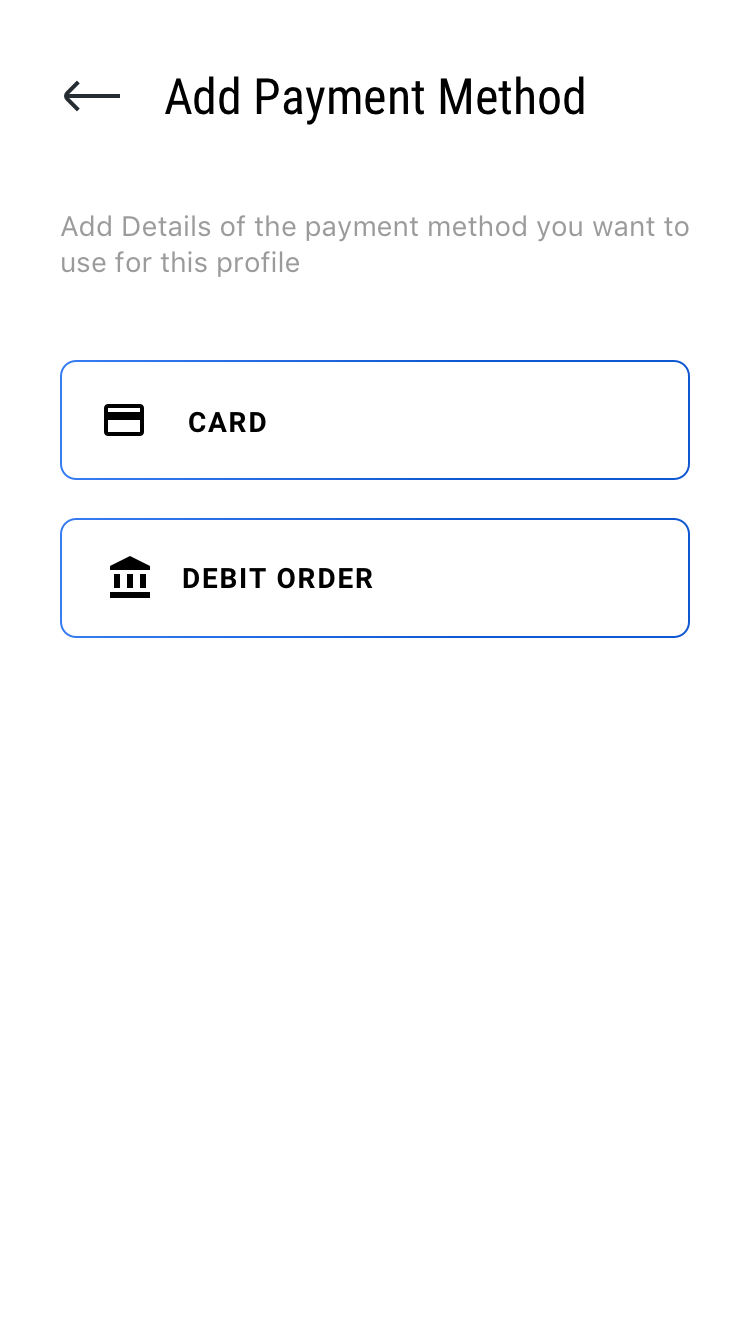 Add Payment Method
Add Details of the payment method you want to
use for this profile
CARD
DEBIT ORDER